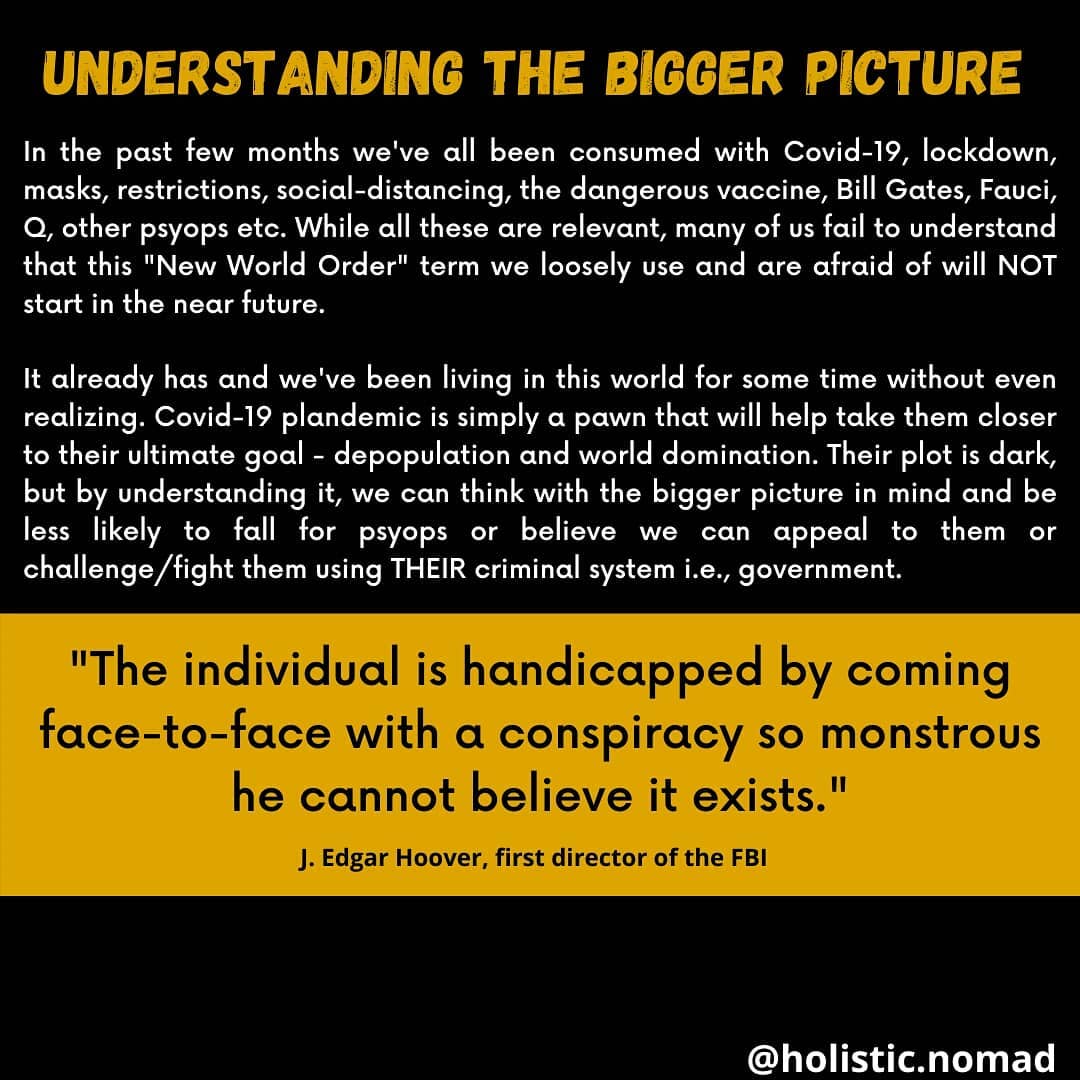 UNDERSTANDING THE BIGGER PICTURE
In the past few months we've all been consumed with Covid-19, lockdown,
masks, restrictions, social-distancing, the dangerous vaccine, Bill Gates, Fauci,
Q, other psyops etc. While all these are relevant, many of us fail to understand
that this "New World Order" term we loosely use and are afraid of will NOT
start in the near future.
It already has and we've been living in this world for some time without even
realizing. Covid-19 plandemic is simply a pawn that will help take them closer
to their ultimate goal - depopulation and world domination. Their plot is dark,
but by understanding it, we can think with the bigger picture in mind and be
less likely to fall for psyops or believe we can appeal to them or
challenge/fight them using THEIR criminal system i.e., government.
"The individual is handicapped by coming
face-to-face with a conspiracy so monstrous
he cannot believe it exists."
J. Edgar Hoover, first director of the FBI
@holistic.nomad